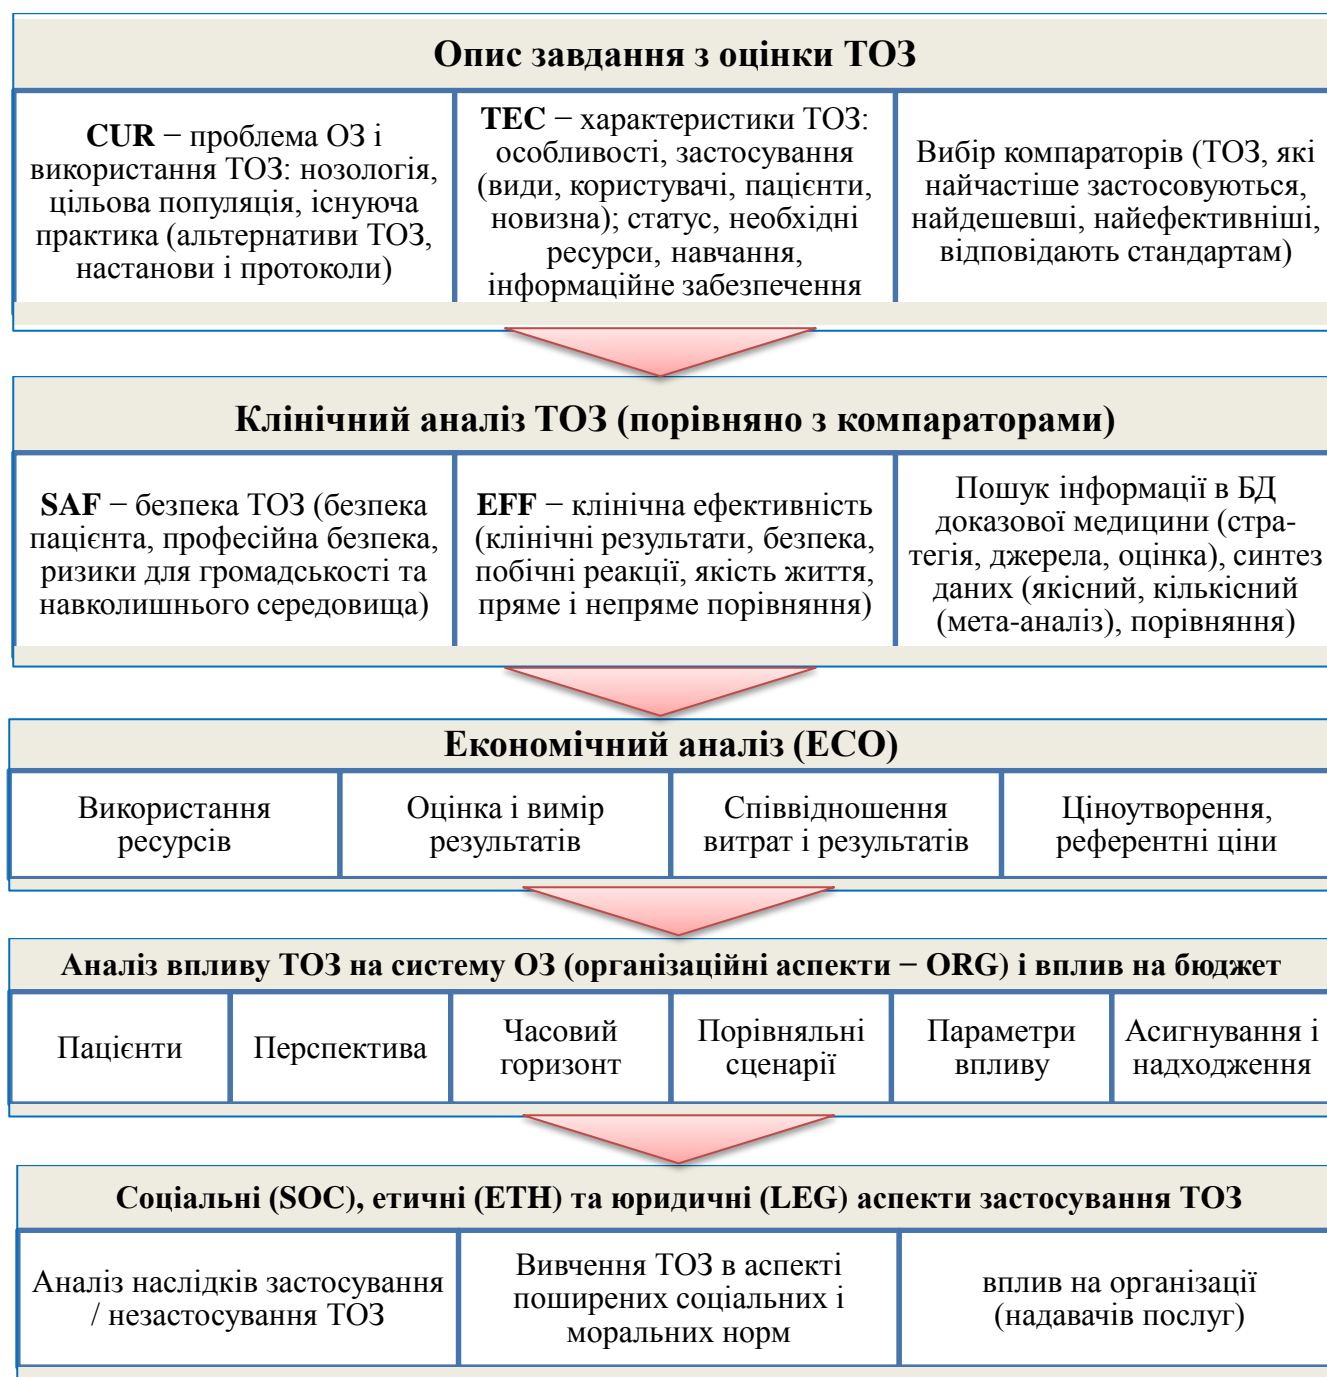 Опис завдання з оцінки ТОЗ
CUR − проблема ОЗ і
використання ТОЗ: нозологія,
цільова популяція, існуюча
практика (альтернативи ТОЗ,
настанови і протоколи)
TEC − характеристики ТОЗ:
особливості, застосування
(види, користувачі, пацієнти,
новизна); статус, необхідні
ресурси, навчання,
інформаційне забезпечення
Вибір компараторів (ТОЗ, які
найчастіше застосовуються,
найдешевші, найефективніші,
відповідають стандартам)
Клінічний аналіз ТОЗ (порівняно з компараторами)
SAF − безпека ТОЗ (безпека
пацієнта, професійна безпека,
ризики для громадськості та
навколишнього середовища)
EFF − клінічна ефективність
(клінічні результати, безпека,
побічні реакції, якість життя,
пряме і непряме порівняння)
Пошук інформації в БД
доказової медицини (стра-
тегія, джерела, оцінка), синтез
даних (якісний, кількісний
(мета-аналіз), порівняння)
Економічний аналіз (ECO)
Використання
ресурсів
Оцінка і вимір
результатів
Співвідношення
витрат і результатів
Ціноутворення,
референтні ціни
Аналіз впливу ТОЗ на систему ОЗ (організаційні аспекти − ORG) і вплив на бюджет
Пацієнти
Перспектива
Часовий
горизонт
Порівняльні
сценарії
Параметри
впливу
Асигнування і
надходження
Соціальні (SOC), етичні (ETH) та юридичні (LEG) аспекти застосування ТОЗ
Аналіз наслідків застосування
/ незастосування ТОЗ
Вивчення ТОЗ в аспекті
поширених соціальних і
моральних норм
вплив на організації
(надавачів послуг)